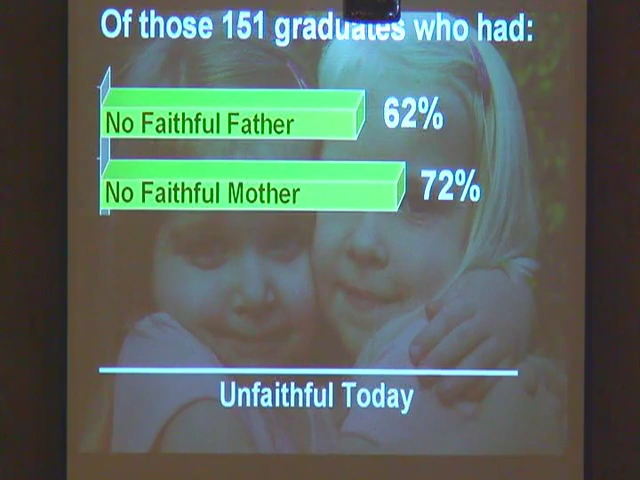 Of those 151 graduates who had:
No Faithful Father 62%
No Faithful Mother 72%
Unfaithful Today